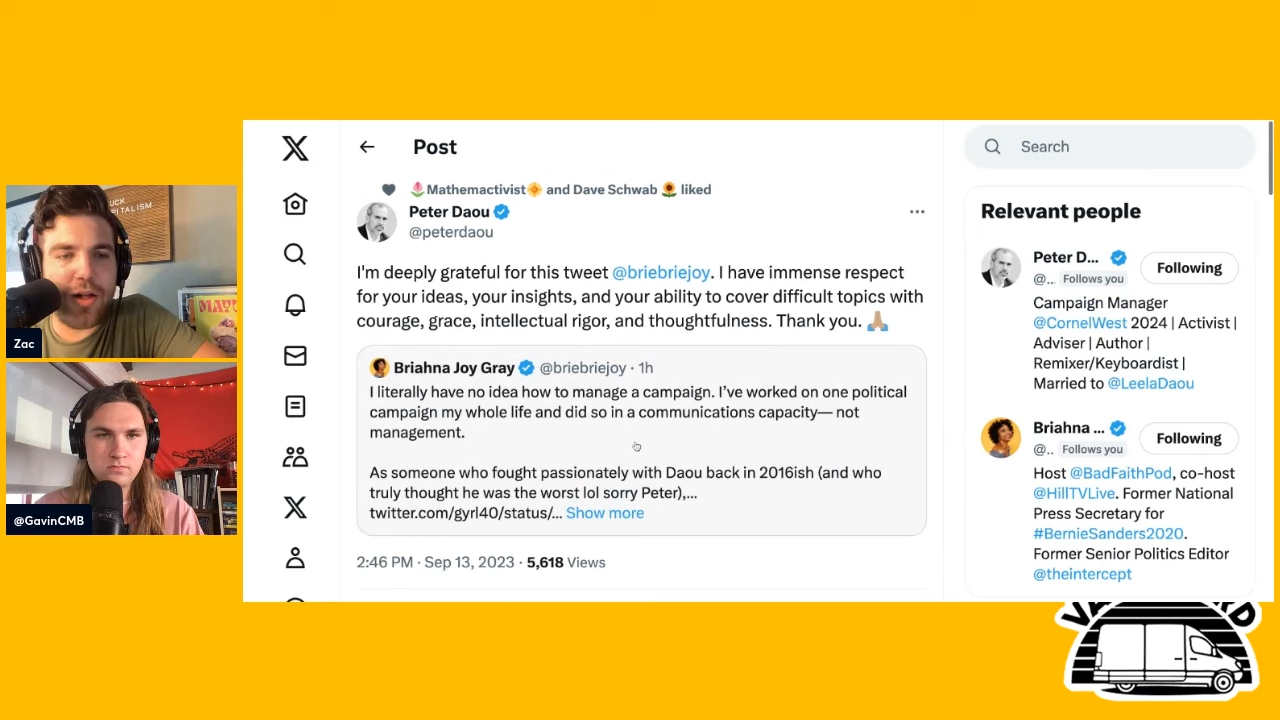 UCK
PITALISM
MAYO
Zac
@GavinCMB
Post
Mathemactivist and Dave Schwab liked
Peter Daou
@peterdaou
I'm deeply grateful for this tweet @briebriejoy. I have immense respect
for your ideas, your insights, and your ability to cover difficult topics with
courage, grace, intellectual rigor, and thoughtfulness. Thank you. 🙏🏽
Briahna Joy Gray @briebriejoy · 1h
I literally have no idea how to manage a campaign. I've worked on one political
campaign my whole life and did so in a communications capacity— not
management.
As someone who fought passionately with Daou back in 2016ish (and who
truly thought he was the worst lol sorry Peter),...
twitter.com/gyrl40/status/... Show more
2:46 PM · Sep 13, 2023 · 5,618 Views
Search
Relevant people
Peter D...
@... Follows you
Following
Campaign Manager
@CornelWest 2024 | Activist |
Adviser | Author |
Remixer/Keyboardist |
Married to @LeelaDaou
Briahna ...
@... Follows you
Following
Host @BadFaithPod, co-host
@HillTVLive. Former National
Press Secretary for
#BernieSanders2020.
Former Senior Politics Editor
@theintercept